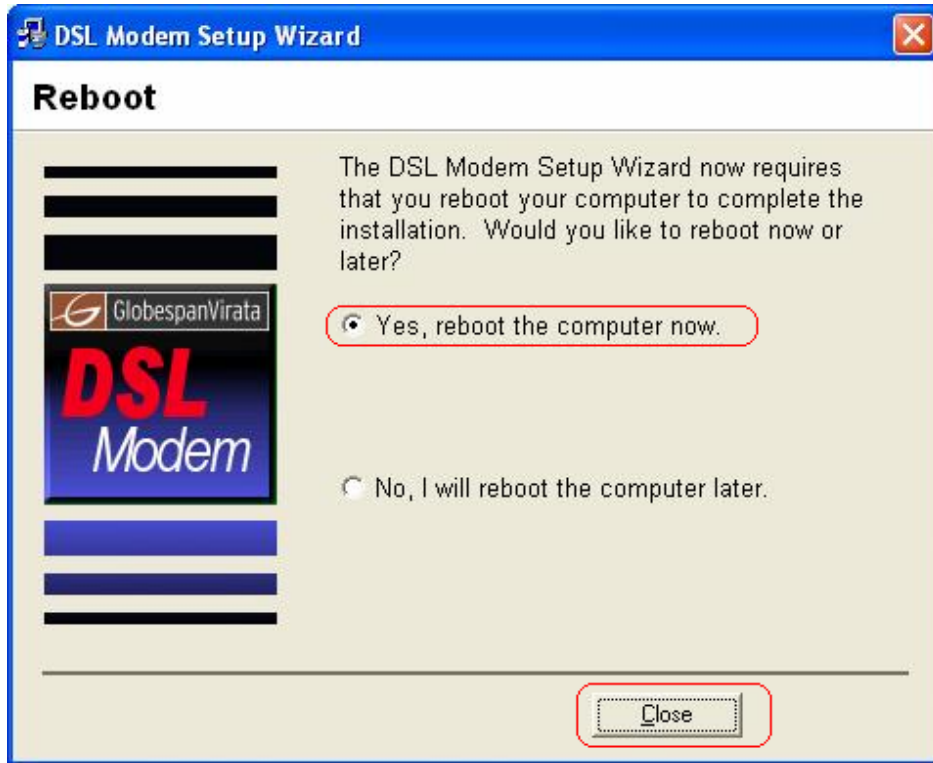 DSL Modem Setup Wizard
Reboot
The DSL Modem Setup Wizard now requires
that you reboot your computer to complete the
installation.  Would you like to reboot now or
later?
GlobespanVirata
DSL
Modem
Yes, reboot the computer now.
No, I will reboot the computer later.
Close